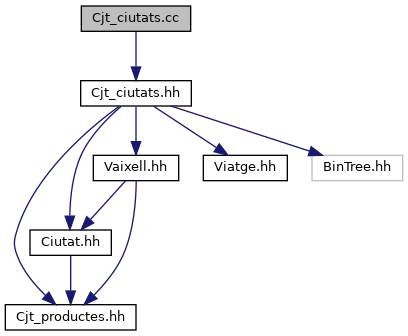 Cjt_ciutats.cc
Cjt_ciutats.hh
Vaixell.hh
Viatge.hh
BinTree.hh
Ciutat.hh
Cjt_productes.hh